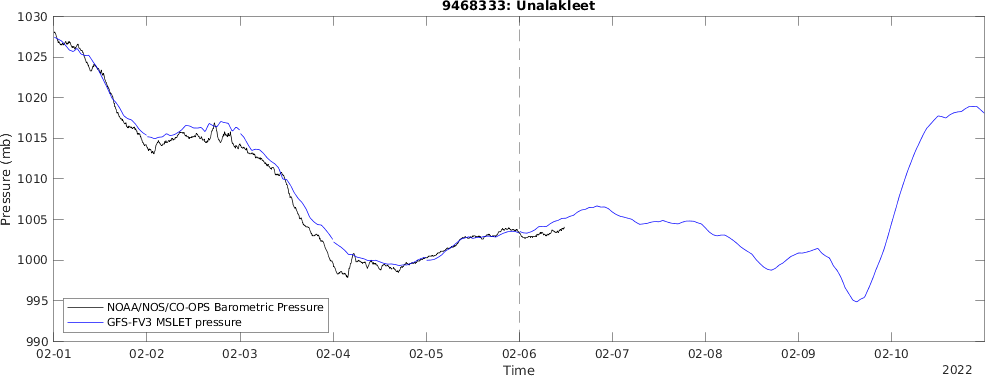 9468333: Unalakleet
Pressure (mb)
1030
1025
1020
1015
1010
1005
1000
995
990
NOAA/NOS/CO-OPS Barometric Pressure
GFS-FV3 MSLET pressure
02-01 02-02 02-03 02-04 02-05 02-06 02-07 02-08 02-09 02-10
Time
2022